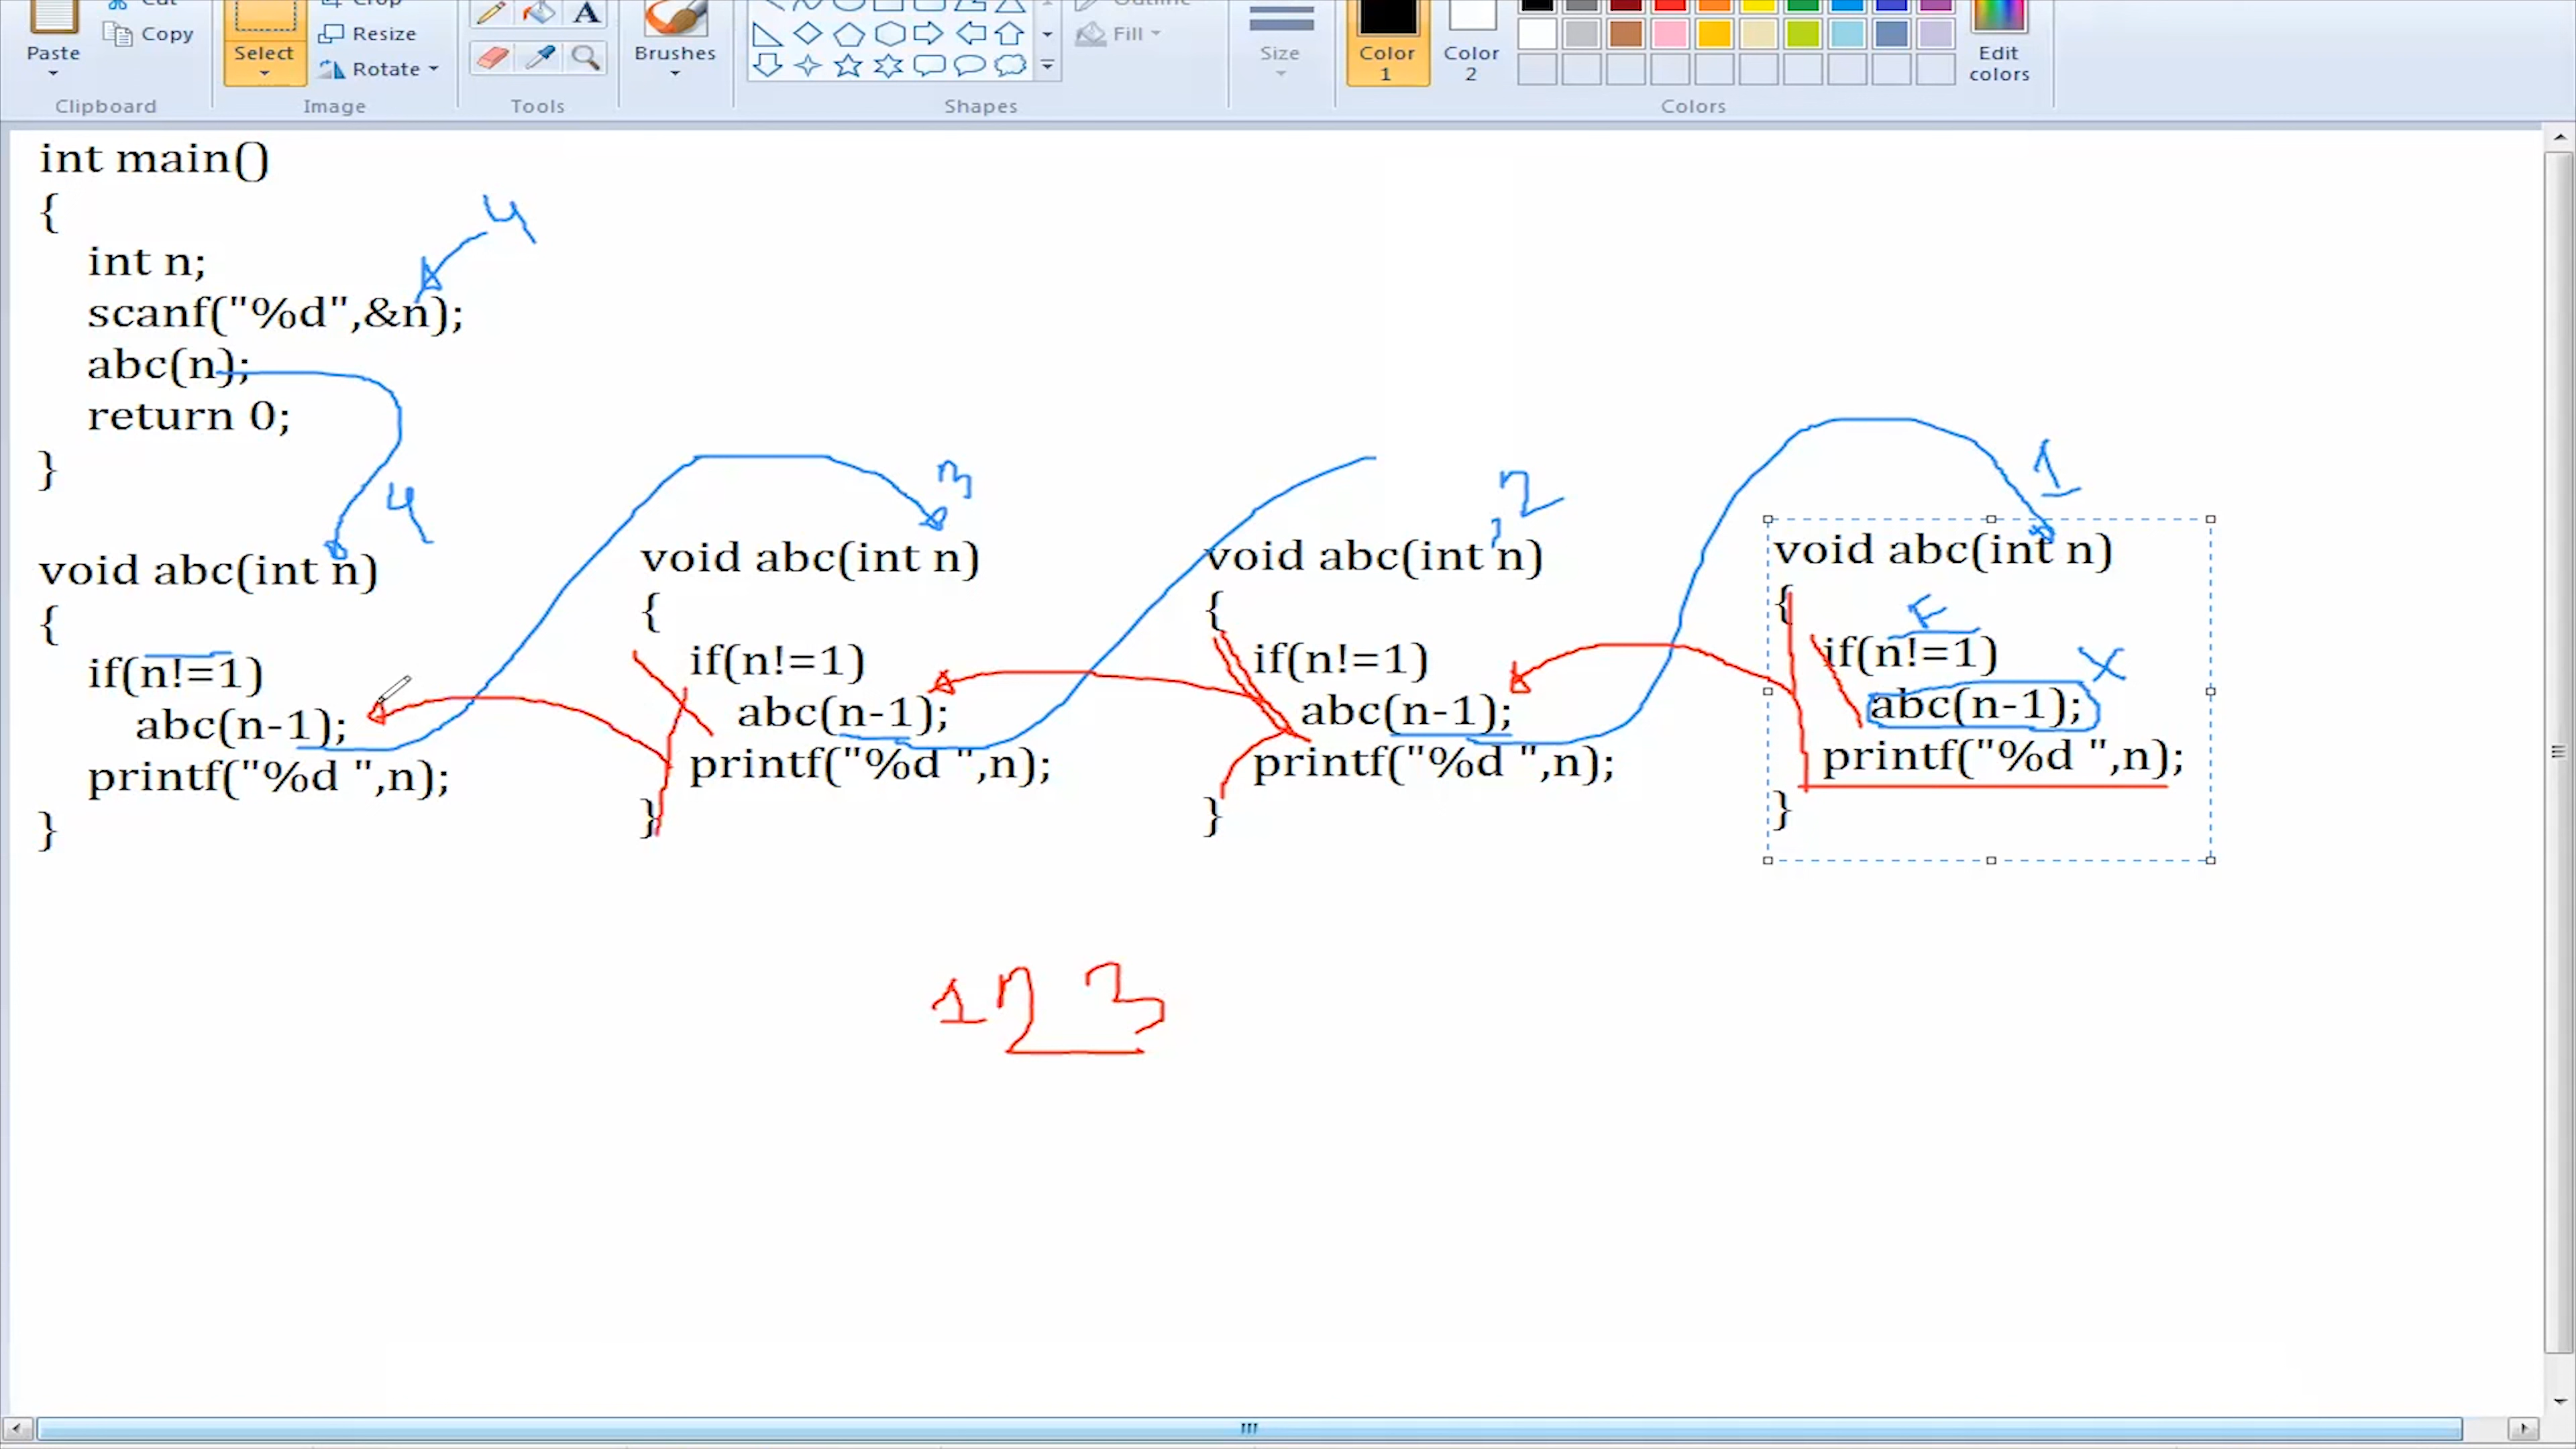 Paste
Cut
Copy
Clipboard
Select
Crop
Resize
Rotate
Image
A
Tools
Brushes
Shapes
Outline
Fill
Size
Color 1
Color 2
Edit colors
Colors
int main()
{
int n;
scanf("%d",&n);
abc(n);
return 0;
}
4
4
void abc(int n)
{
if(n!=1)
abc(n-1);
printf("%d ",n);
}
3
void abc(int n)
{
if(n!=1)
abc(n-1);
printf("%d ",n);
}
2
void abc(int n)
{
if(n!=1)
abc(n-1);
printf("%d ",n);
}
1
void abc(int n)
{
F
if(n!=1)
abc(n-1); X
printf("%d ",n);
}
1 2 3